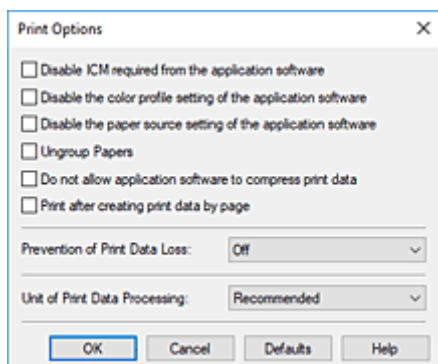 Print Options
Disable ICM required from the application software
Disable the color profile setting of the application software
Disable the paper source setting of the application software
Ungroup Papers
Do not allow application software to compress print data
Print after creating print data by page
Prevention of Print Data Loss: Off
Unit of Print Data Processing: Recommended
OK Cancel Defaults Help